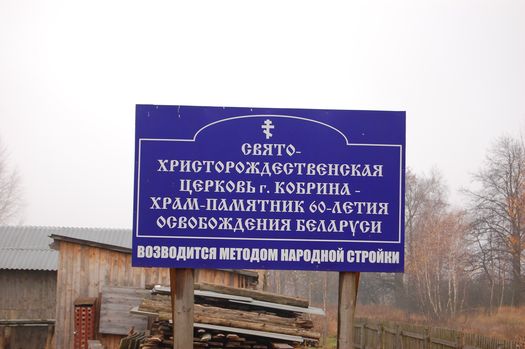 СВЯТО-
ХРИСТОРОЖДЕСТВЕНСКАЯ
ЦЕРКОВЬ г. КОБРИНА -
ХРАМ-ПАМЯТНИК 60-ЛЕТИЯ
ОСВОБОЖДЕНИЯ БЕЛАРУСИ
ВОЗВОДИТСЯ МЕТОДОМ НАРОДНОЙ СТРОЙКИ